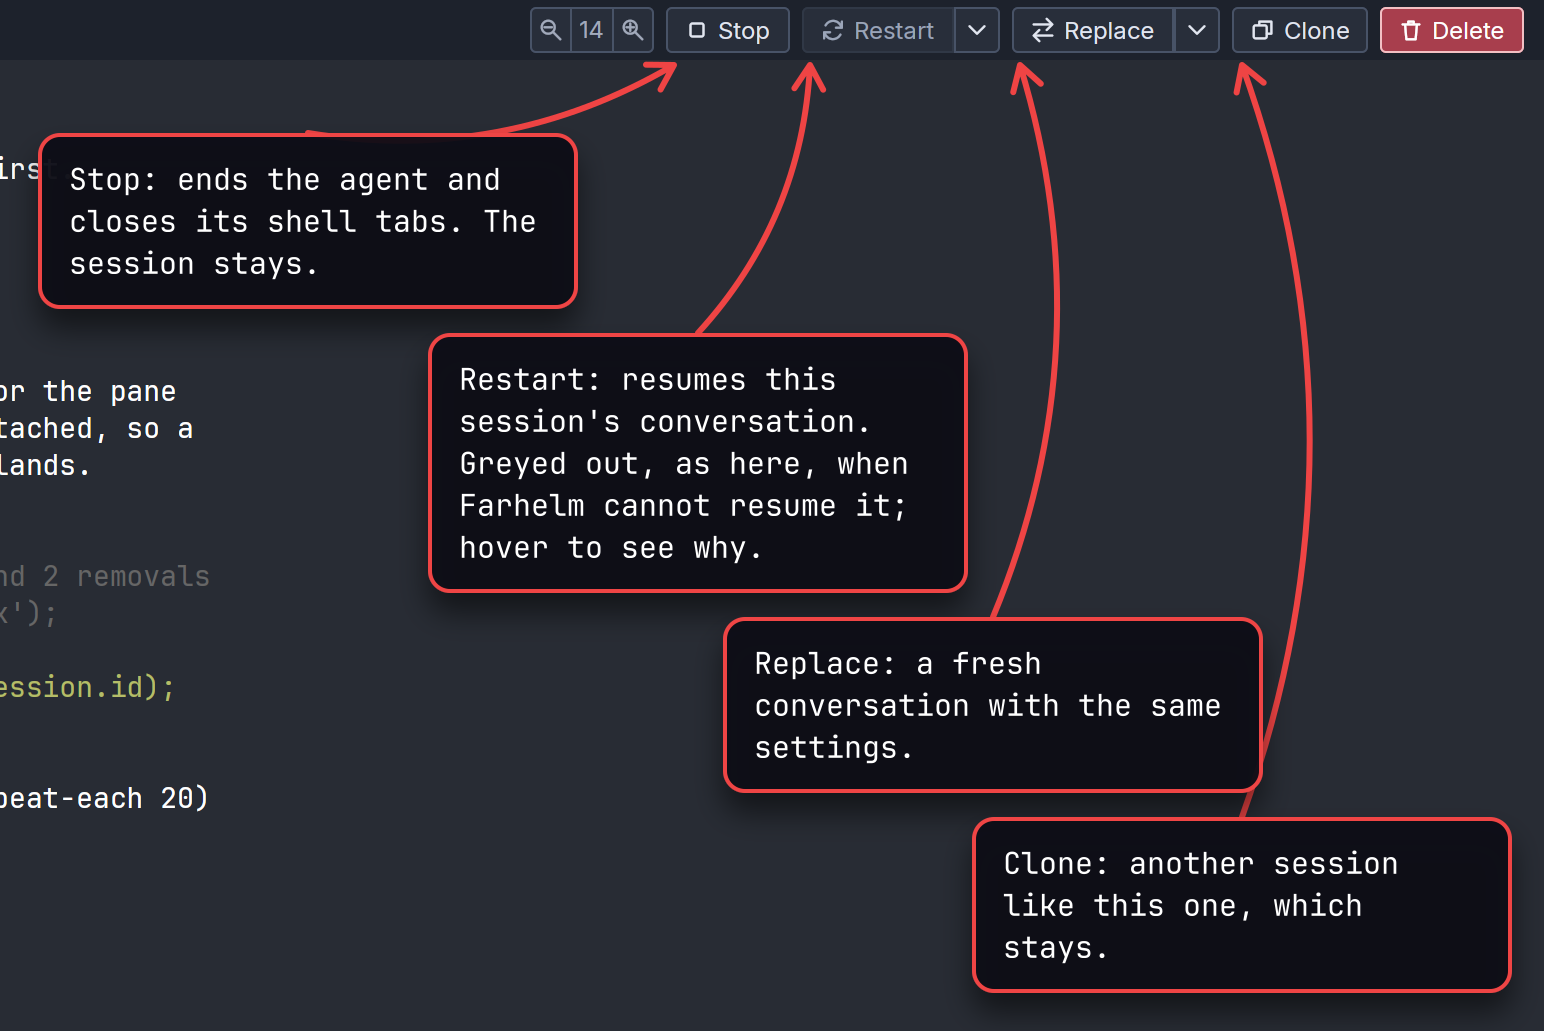 14 Stop Restart Replace Clone Delete
irst
Stop: ends the agent and
closes its shell tabs. The
session stays.
or the pane
tached, so a
lands.
Restart: resumes this
session's conversation.
Greyed out, as here, when
Farhelm cannot resume it;
hover to see why.
nd 2 removals
x');
ession.id);
Replace: a fresh
conversation with the same
settings.
peat-each 20)
Clone: another session
like this one, which
stays.